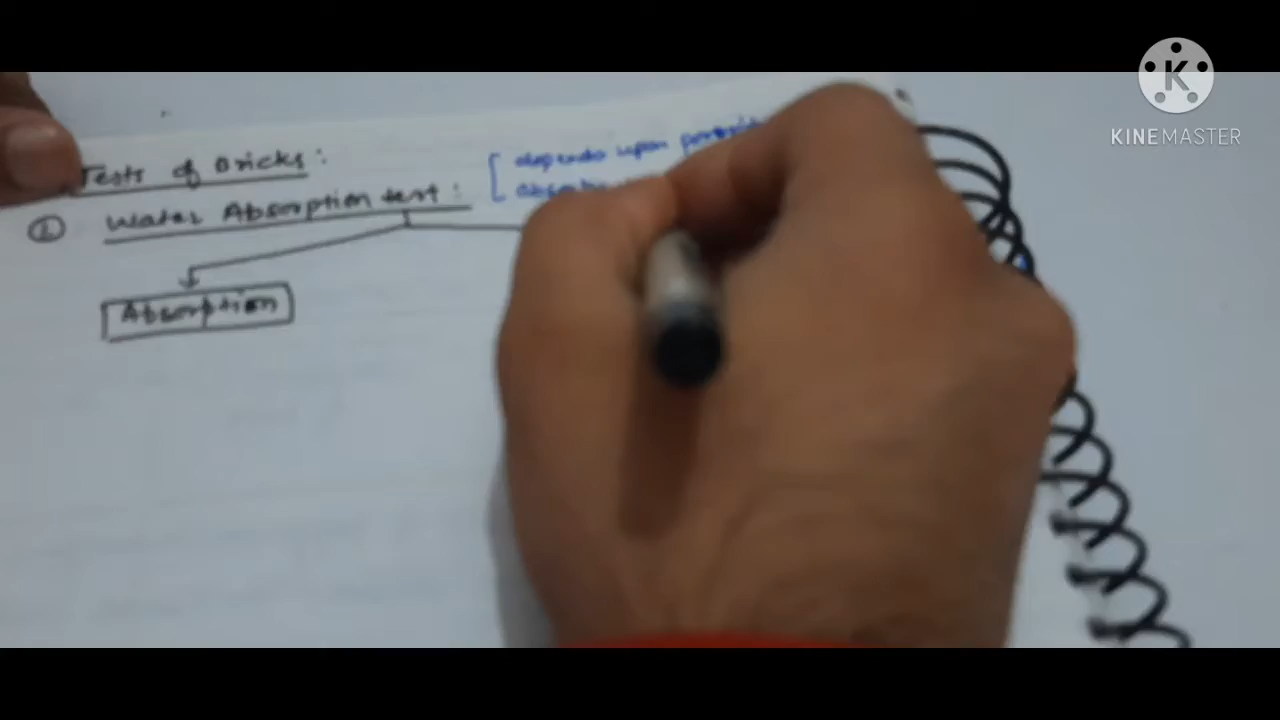 Tests of Bricks:
depends upon
① Water Absorption test:
Absorption
KINEMASTER